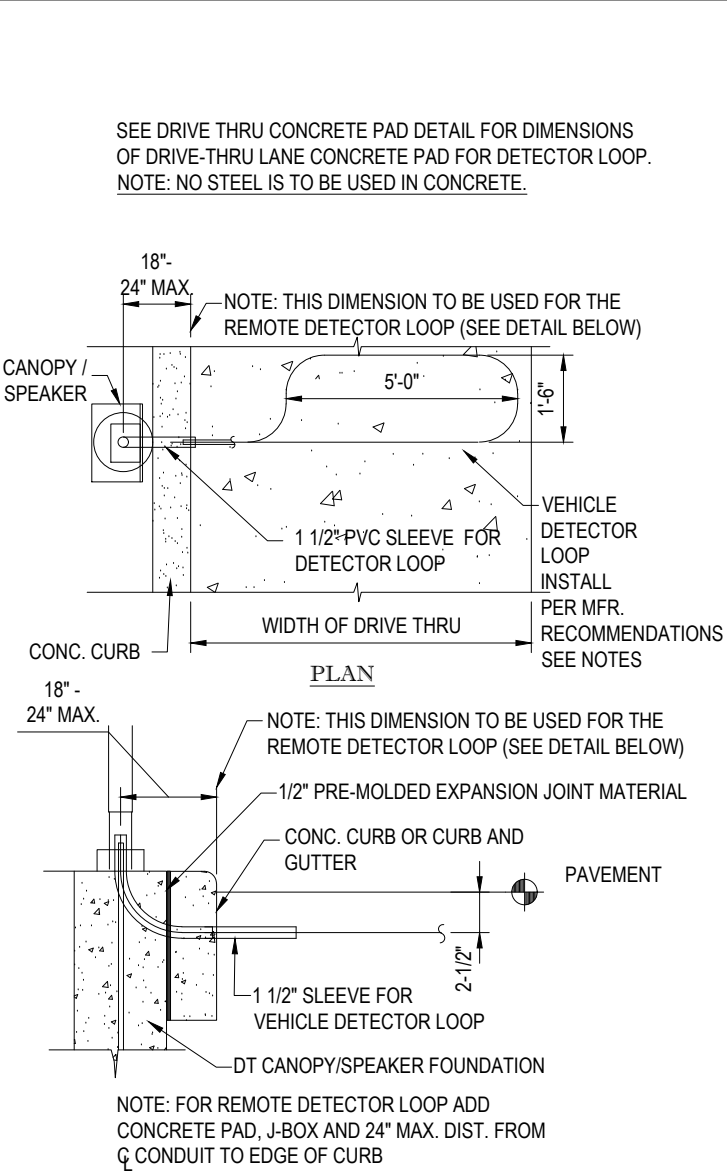 SEE DRIVE THRU CONCRETE PAD DETAIL FOR DIMENSIONS
OF DRIVE-THRU LANE CONCRETE PAD FOR DETECTOR LOOP.
NOTE: NO STEEL IS TO BE USED IN CONCRETE.
18"-
24" MAX.
NOTE: THIS DIMENSION TO BE USED FOR THE
REMOTE DETECTOR LOOP (SEE DETAIL BELOW)
CANOPY /
SPEAKER
5'-0"
1'-6"
1 1/2" PVC SLEEVE FOR
DETECTOR LOOP
VEHICLE
DETECTOR
LOOP
INSTALL
PER MFR.
RECOMMENDATIONS
SEE NOTES
WIDTH OF DRIVE THRU
CONC. CURB
PLAN
18" -
24" MAX.
NOTE: THIS DIMENSION TO BE USED FOR THE
REMOTE DETECTOR LOOP (SEE DETAIL BELOW)
1/2" PRE-MOLDED EXPANSION JOINT MATERIAL
CONC. CURB OR CURB AND
GUTTER
PAVEMENT
2-1/2"
1 1/2" SLEEVE FOR
VEHICLE DETECTOR LOOP
DT CANOPY/SPEAKER FOUNDATION
NOTE: FOR REMOTE DETECTOR LOOP ADD
CONCRETE PAD, J-BOX AND 24" MAX. DIST. FROM
℄ CONDUIT TO EDGE OF CURB